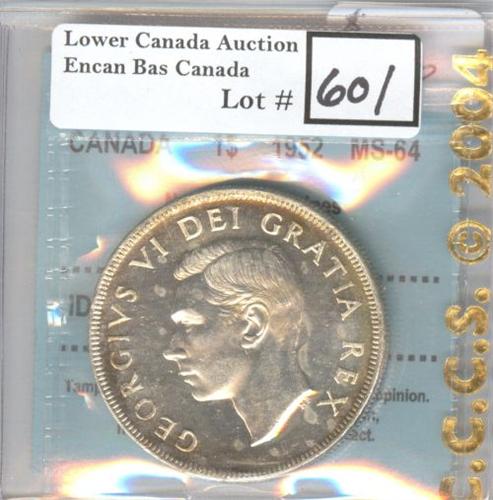 Lower Canada Auction
Encan Bas Canada
Lot # 601
CANADA 1$ 1952 MS-64
GEORGIVS VI DEI GRATIA REX
C.C.C.S. © 2004
opinion.